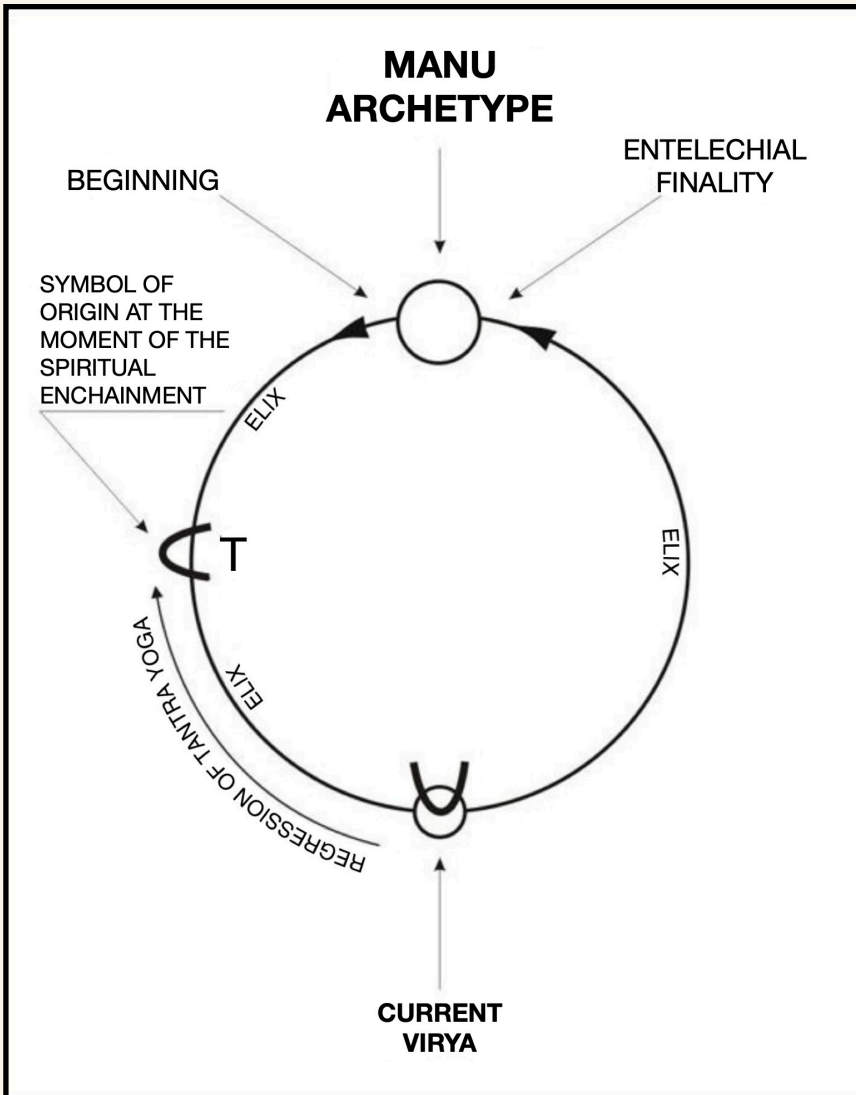 MANU
ARCHETYPE
BEGINNING
ENTELECHIAL
FINALITY
SYMBOL OF
ORIGIN AT THE
MOMENT OF THE
SPIRITUAL
ENCHAINMENT
ELIX
T
ELIX
ELIX
REGRESSION OF TANTRA YOGA
CURRENT
VIRYA